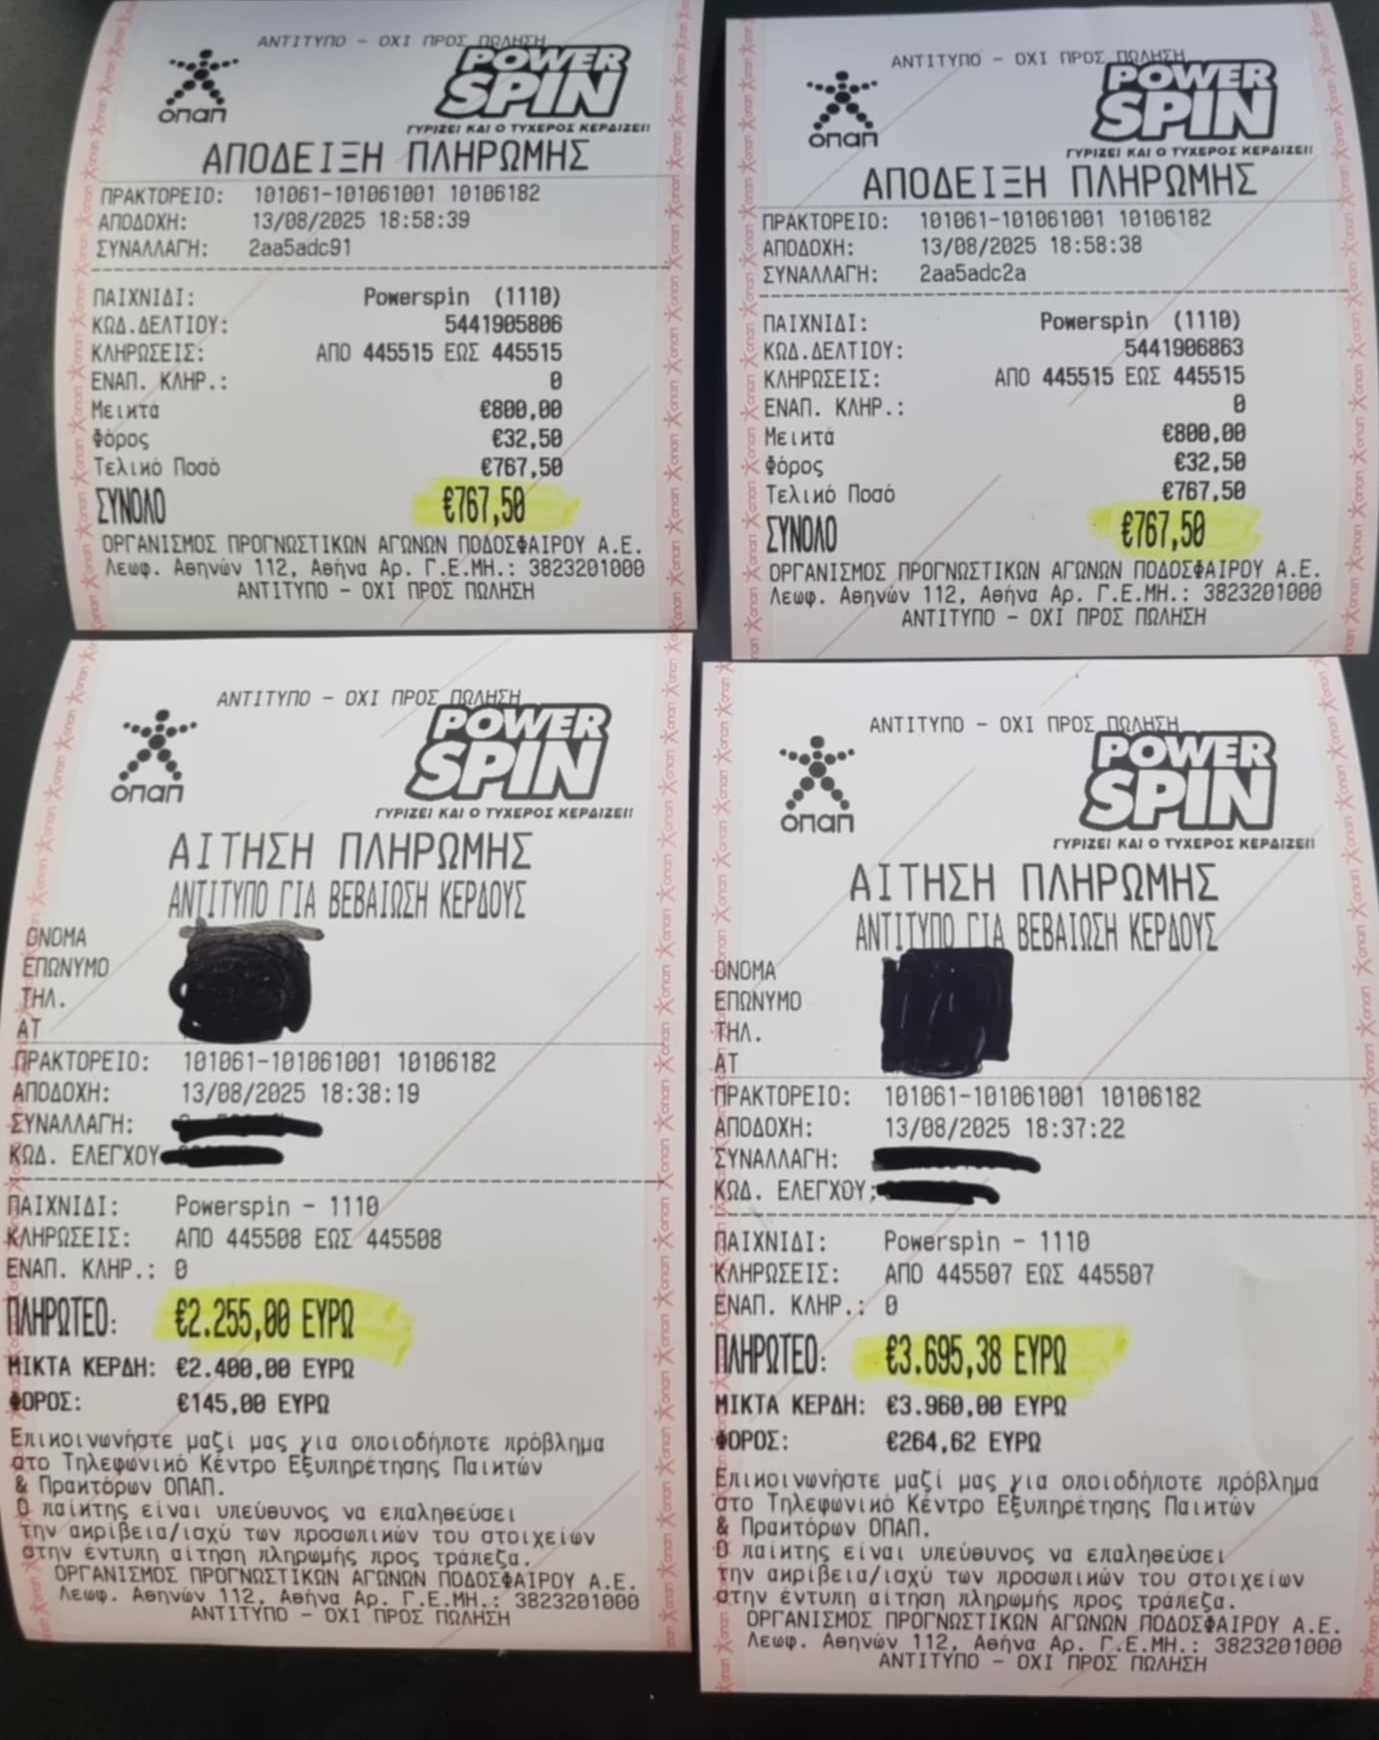 ΑΝΤΙΤΥΠΟ - ΟΧΙ ΠΡΟΣ ΠΩΛΗΣΗ
οπαπ
POWER
SPIN
ΓΥΡΙΖΕΙ ΚΑΙ Ο ΤΥΧΕΡΟΣ ΚΕΡΔΙΖΕΙ!
ΑΠΟΔΕΙΞΗ ΠΛΗΡΩΜΗΣ
ΠΡΑΚΤΟΡΕΙΟ: 101061-101061001 10106182
ΑΠΟΔΟΧΗ: 13/08/2025 18:58:39
ΣΥΝΑΛΛΑΓΗ: 2aa5adc91
ΠΑΙΧΝΙΔΙ: Powerspin (1110)
ΚΩΔ.ΔΕΛΤΙΟΥ: 5441905806
ΚΛΗΡΩΣΕΙΣ: ΑΠΟ 445515 ΕΩΣ 445515
ΕΝΑΠ. ΚΛΗΡ.: 0
Μεικτά €800,00
Φόρος €32,50
Τελικό Ποσό €767,50
ΣΥΝΟΛΟ €767,50
ΟΡΓΑΝΙΣΜΟΣ ΠΡΟΓΝΩΣΤΙΚΩΝ ΑΓΩΝΩΝ ΠΟΔΟΣΦΑΙΡΟΥ Α.Ε.
Λεωφ. Αθηνών 112, Αθήνα Αρ. Γ.Ε.ΜΗ.: 3823201000
ΑΝΤΙΤΥΠΟ - ΟΧΙ ΠΡΟΣ ΠΩΛΗΣΗ
ΑΝΤΙΤΥΠΟ - ΟΧΙ ΠΡΟΣ ΠΩΛΗΣΗ
οπαπ
POWER
SPIN
ΓΥΡΙΖΕΙ ΚΑΙ Ο ΤΥΧΕΡΟΣ ΚΕΡΔΙΖΕΙ!
ΑΠΟΔΕΙΞΗ ΠΛΗΡΩΜΗΣ
ΠΡΑΚΤΟΡΕΙΟ: 101061-101061001 10106182
ΑΠΟΔΟΧΗ: 13/08/2025 18:58:38
ΣΥΝΑΛΛΑΓΗ: 2aa5adc2a
ΠΑΙΧΝΙΔΙ: Powerspin (1110)
ΚΩΔ.ΔΕΛΤΙΟΥ: 5441906863
ΚΛΗΡΩΣΕΙΣ: ΑΠΟ 445515 ΕΩΣ 445515
ΕΝΑΠ. ΚΛΗΡ.: 0
Μεικτά €800,00
Φόρος €32,50
Τελικό Ποσό €767,50
ΣΥΝΟΛΟ €767,50
ΟΡΓΑΝΙΣΜΟΣ ΠΡΟΓΝΩΣΤΙΚΩΝ ΑΓΩΝΩΝ ΠΟΔΟΣΦΑΙΡΟΥ Α.Ε.
Λεωφ. Αθηνών 112, Αθήνα Αρ. Γ.Ε.ΜΗ.: 3823201000
ΑΝΤΙΤΥΠΟ - ΟΧΙ ΠΡΟΣ ΠΩΛΗΣΗ
ΑΝΤΙΤΥΠΟ - ΟΧΙ ΠΡΟΣ ΠΩΛΗΣΗ
οπαπ
POWER
SPIN
ΓΥΡΙΖΕΙ ΚΑΙ Ο ΤΥΧΕΡΟΣ ΚΕΡΔΙΖΕΙ!
ΑΙΤΗΣΗ ΠΛΗΡΩΜΗΣ
ΑΝΤΙΤΥΠΟ ΓΙΑ ΒΕΒΑΙΩΣΗ ΚΕΡΔΟΥΣ
ΟΝΟΜΑ
ΕΠΩΝΥΜΟ
ΤΗΛ.
ΑΤ
ΠΡΑΚΤΟΡΕΙΟ: 101061-101061001 10106182
ΑΠΟΔΟΧΗ: 13/08/2025 18:38:19
ΣΥΝΑΛΛΑΓΗ:
ΚΩΔ. ΕΛΕΓΧΟΥ
ΠΑΙΧΝΙΔΙ: Powerspin - 1110
ΚΛΗΡΩΣΕΙΣ: ΑΠΟ 445508 ΕΩΣ 445508
ΕΝΑΠ. ΚΛΗΡ.: 0
ΠΛΗΡΩΤΕΟ: €2.255,00 ΕΥΡΩ
ΜΙΚΤΑ ΚΕΡΔΗ: €2.400,00 ΕΥΡΩ
ΦΟΡΟΣ: €145,00 ΕΥΡΩ
Επικοινωνήστε μαζί μας για οποιοδήποτε πρόβλημα
στο Τηλεφωνικό Κέντρο Εξυπηρέτησης Παικτών
& Πρακτόρων ΟΠΑΠ.
Ο παίκτης είναι υπεύθυνος να επαληθεύσει
την ακρίβεια/ισχύ των προσωπικών του στοιχείων
στην έντυπη αίτηση πληρωμής προς τράπεζα.
ΟΡΓΑΝΙΣΜΟΣ ΠΡΟΓΝΩΣΤΙΚΩΝ ΑΓΩΝΩΝ ΠΟΔΟΣΦΑΙΡΟΥ Α.Ε.
Λεωφ. Αθηνών 112, Αθήνα Αρ. Γ.Ε.ΜΗ.: 3823201000
ΑΝΤΙΤΥΠΟ - ΟΧΙ ΠΡΟΣ ΠΩΛΗΣΗ
ΑΝΤΙΤΥΠΟ - ΟΧΙ ΠΡΟΣ ΠΩΛΗΣΗ
οπαπ
POWER
SPIN
ΓΥΡΙΖΕΙ ΚΑΙ Ο ΤΥΧΕΡΟΣ ΚΕΡΔΙΖΕΙ!
ΑΙΤΗΣΗ ΠΛΗΡΩΜΗΣ
ΑΝΤΙΤΥΠΟ ΓΙΑ ΒΕΒΑΙΩΣΗ ΚΕΡΔΟΥΣ
ΟΝΟΜΑ
ΕΠΩΝΥΜΟ
ΤΗΛ.
ΑΤ
ΠΡΑΚΤΟΡΕΙΟ: 101061-101061001 10106182
ΑΠΟΔΟΧΗ: 13/08/2025 18:37:22
ΣΥΝΑΛΛΑΓΗ:
ΚΩΔ. ΕΛΕΓΧΟΥ:
ΠΑΙΧΝΙΔΙ: Powerspin - 1110
ΚΛΗΡΩΣΕΙΣ: ΑΠΟ 445507 ΕΩΣ 445507
ΕΝΑΠ. ΚΛΗΡ.: 0
ΠΛΗΡΩΤΕΟ: €3.695,38 ΕΥΡΩ
ΜΙΚΤΑ ΚΕΡΔΗ: €3.960,00 ΕΥΡΩ
ΦΟΡΟΣ: €264,62 ΕΥΡΩ
Επικοινωνήστε μαζί μας για οποιοδήποτε πρόβλημα
στο Τηλεφωνικό Κέντρο Εξυπηρέτησης Παικτών
& Πρακτόρων ΟΠΑΠ.
Ο παίκτης είναι υπεύθυνος να επαληθεύσει
την ακρίβεια/ισχύ των προσωπικών του στοιχείων
στην έντυπη αίτηση πληρωμής προς τράπεζα.
ΟΡΓΑΝΙΣΜΟΣ ΠΡΟΓΝΩΣΤΙΚΩΝ ΑΓΩΝΩΝ ΠΟΔΟΣΦΑΙΡΟΥ Α.Ε.
Λεωφ. Αθηνών 112, Αθήνα Αρ. Γ.Ε.ΜΗ.: 3823201000
ΑΝΤΙΤΥΠΟ - ΟΧΙ ΠΡΟΣ ΠΩΛΗΣΗ